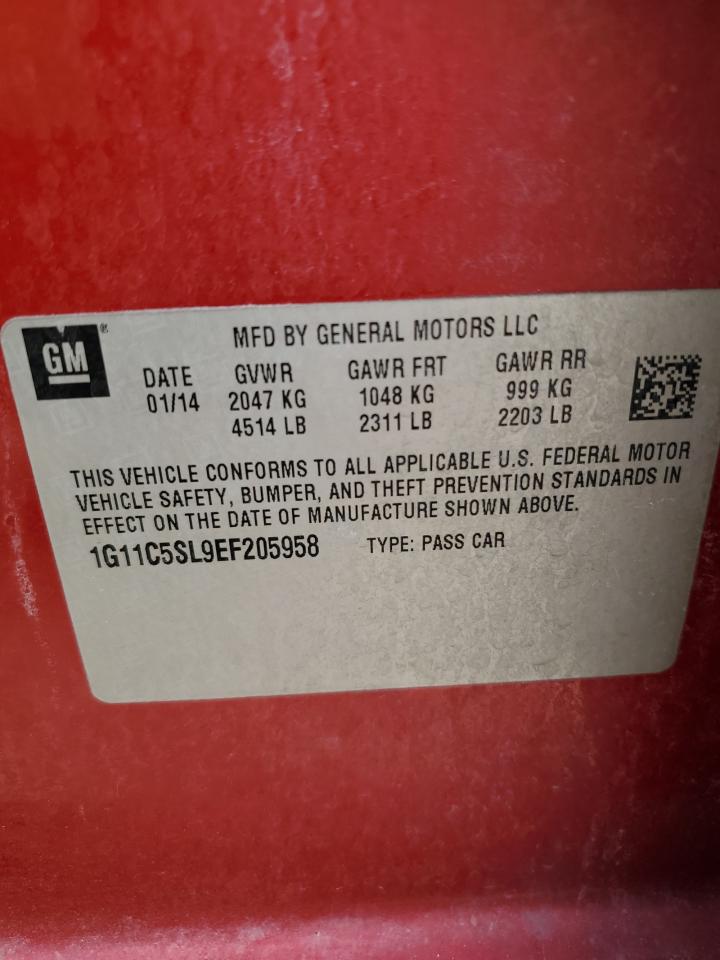 GM®
MFD BY GENERAL MOTORS LLC
DATE GVWR GAWR FRT GAWR RR
01/14 2047 KG 1048 KG 999 KG
4514 LB 2311 LB 2203 LB
THIS VEHICLE CONFORMS TO ALL APPLICABLE U.S. FEDERAL MOTOR
VEHICLE SAFETY, BUMPER, AND THEFT PREVENTION STANDARDS IN
EFFECT ON THE DATE OF MANUFACTURE SHOWN ABOVE.
1G11C5SL9EF205958 TYPE: PASS CAR